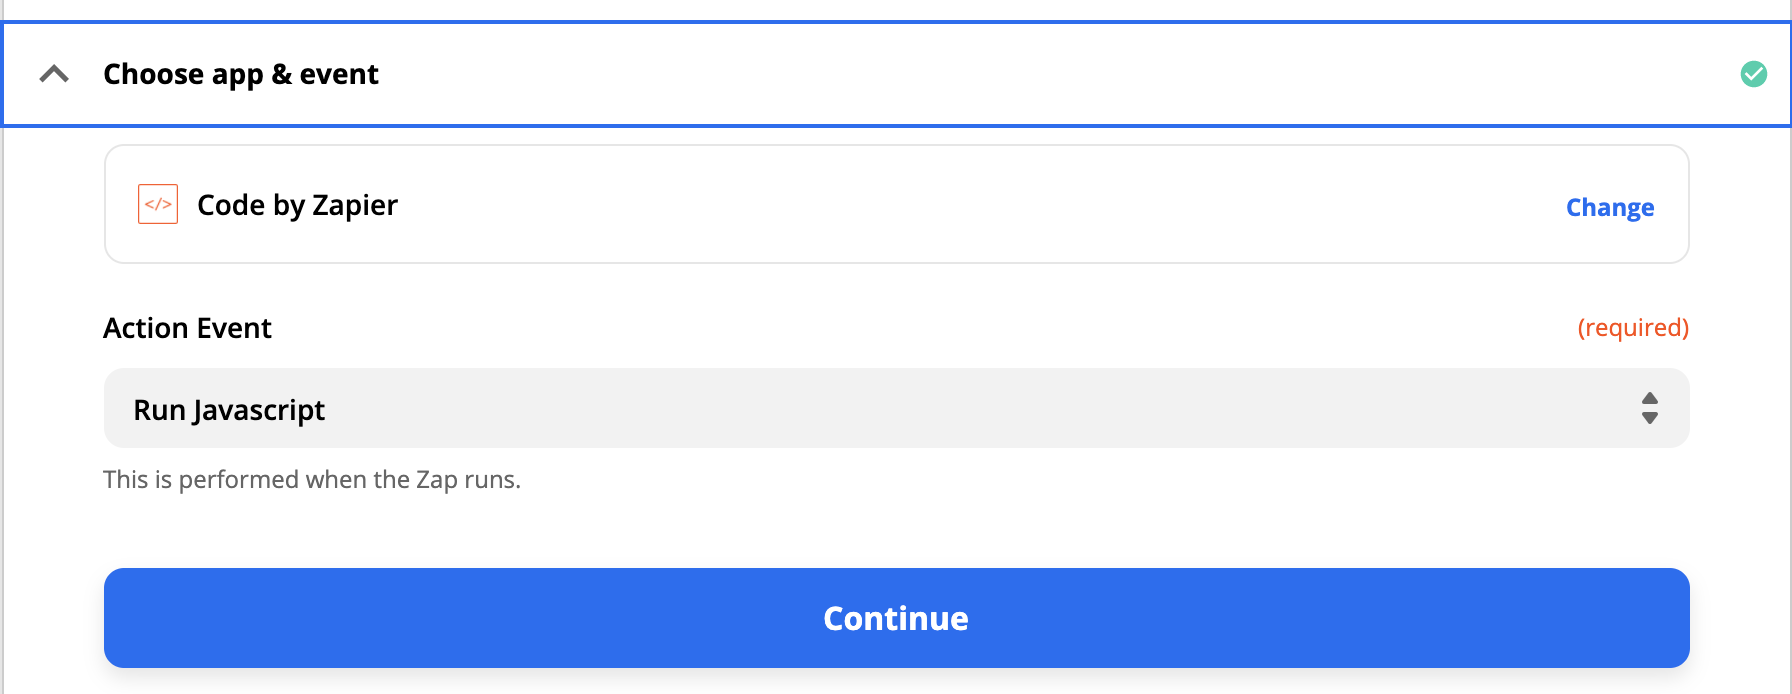 Choose app & event
</> Code by Zapier Change
Action Event (required)
Run Javascript
This is performed when the Zap runs.
Continue